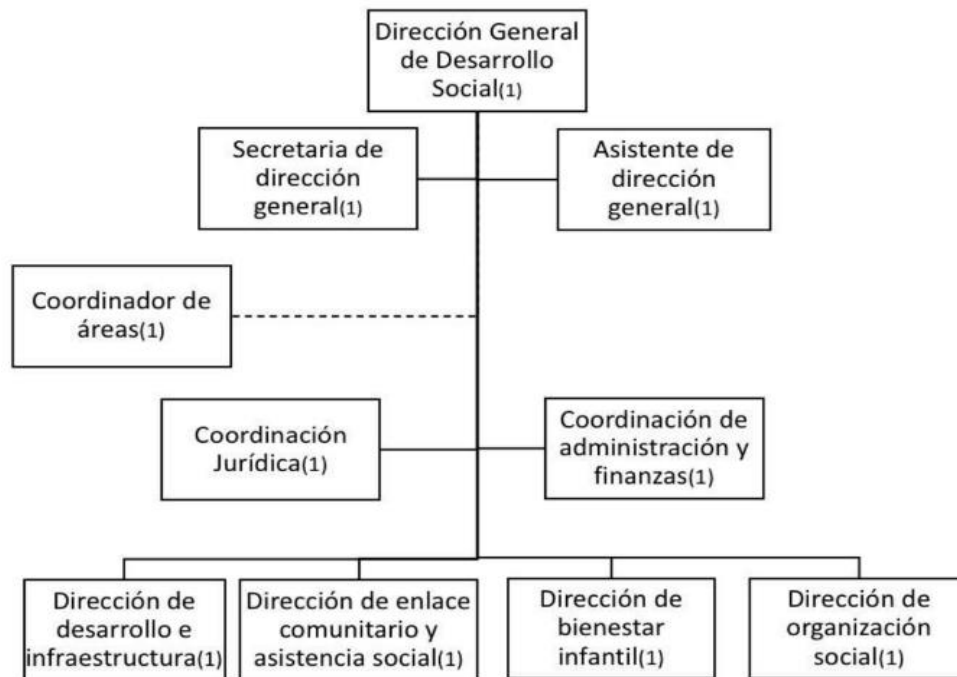 Dirección General
de Desarrollo
Social(1)
Secretaria de
dirección
general(1)
Asistente de
dirección
general(1)
Coordinador de
áreas(1)
Coordinación
Jurídica(1)
Coordinación de
administración y
finanzas(1)
Dirección de
desarrollo e
infraestructura(1)
Dirección de enlace
comunitario y
asistencia social(1)
Dirección de
bienestar
infantil(1)
Dirección de
organización
social(1)